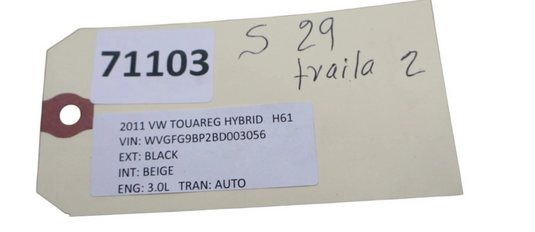 71103
S 29
traila 2
2011 VW TOUAREG HYBRID H61
VIN: WVGFG9BP2BD003056
EXT: BLACK
INT: BEIGE
ENG: 3.0L TRAN: AUTO